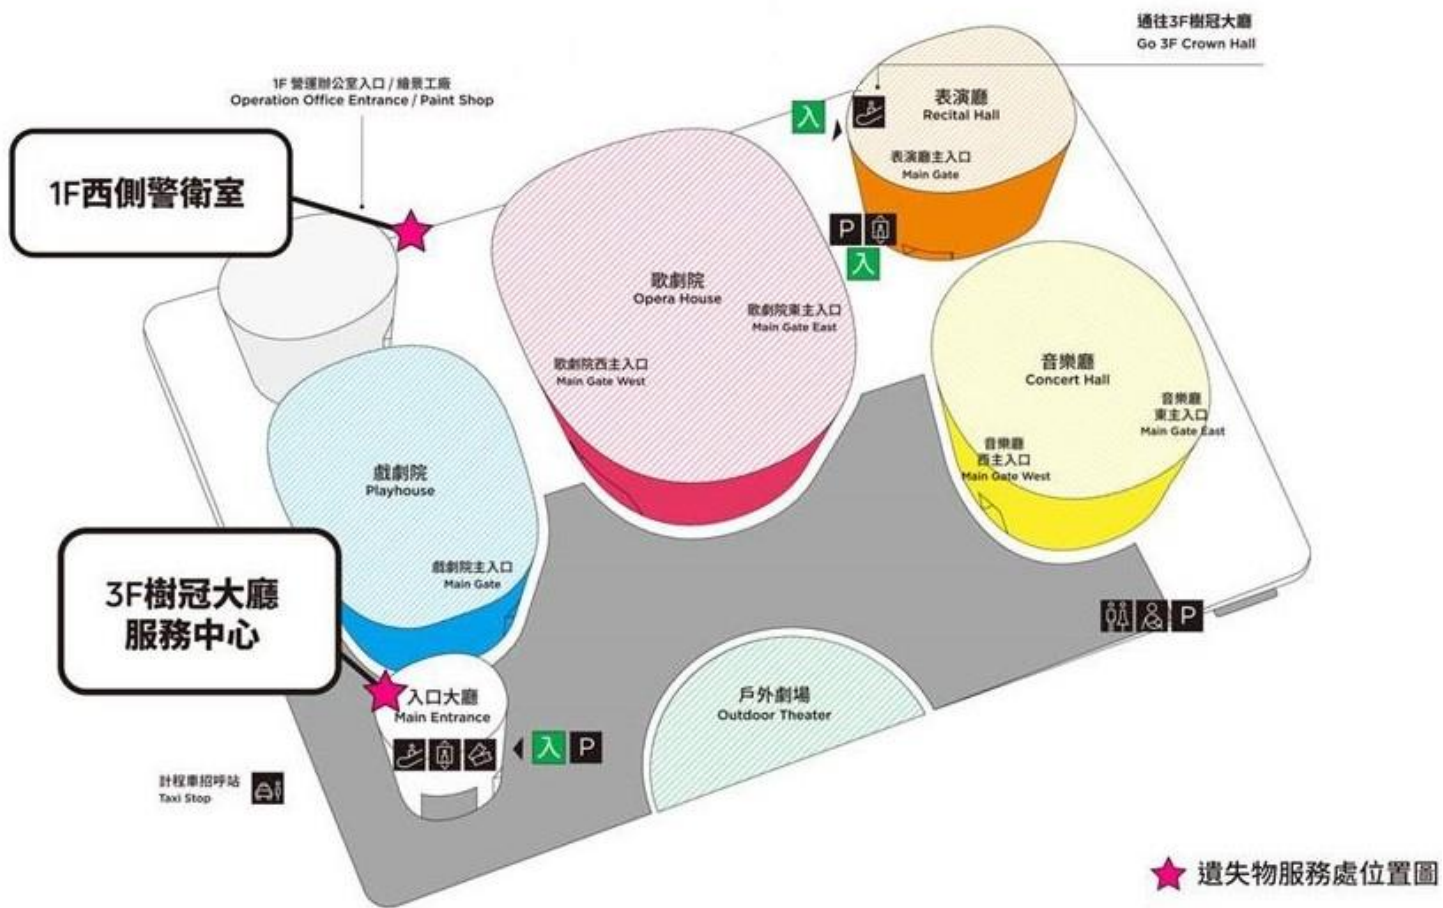 通往3F樹冠大廳
Go 3F Crown Hall
1F 營運辦公室入口 / 繪景工廠
Operation Office Entrance / Paint Shop
表演廳
Recital Hall
入
1F西側警衛室
表演廳主入口
Main Gate
P
入
歌劇院
Opera House
歌劇院東主入口
Main Gate East
歌劇院西主入口
Main Gate West
音樂廳
Concert Hall
音樂廳
東主入口
Main Gate East
音樂廳
西主入口
Main Gate West
戲劇院
Playhouse
戲劇院主入口
Main Gate
3F樹冠大廳
服務中心
P
入口大廳
Main Entrance
戶外劇場
Outdoor Theater
入 P
計程車招呼站
Taxi Stop
遺失物服務處位置圖